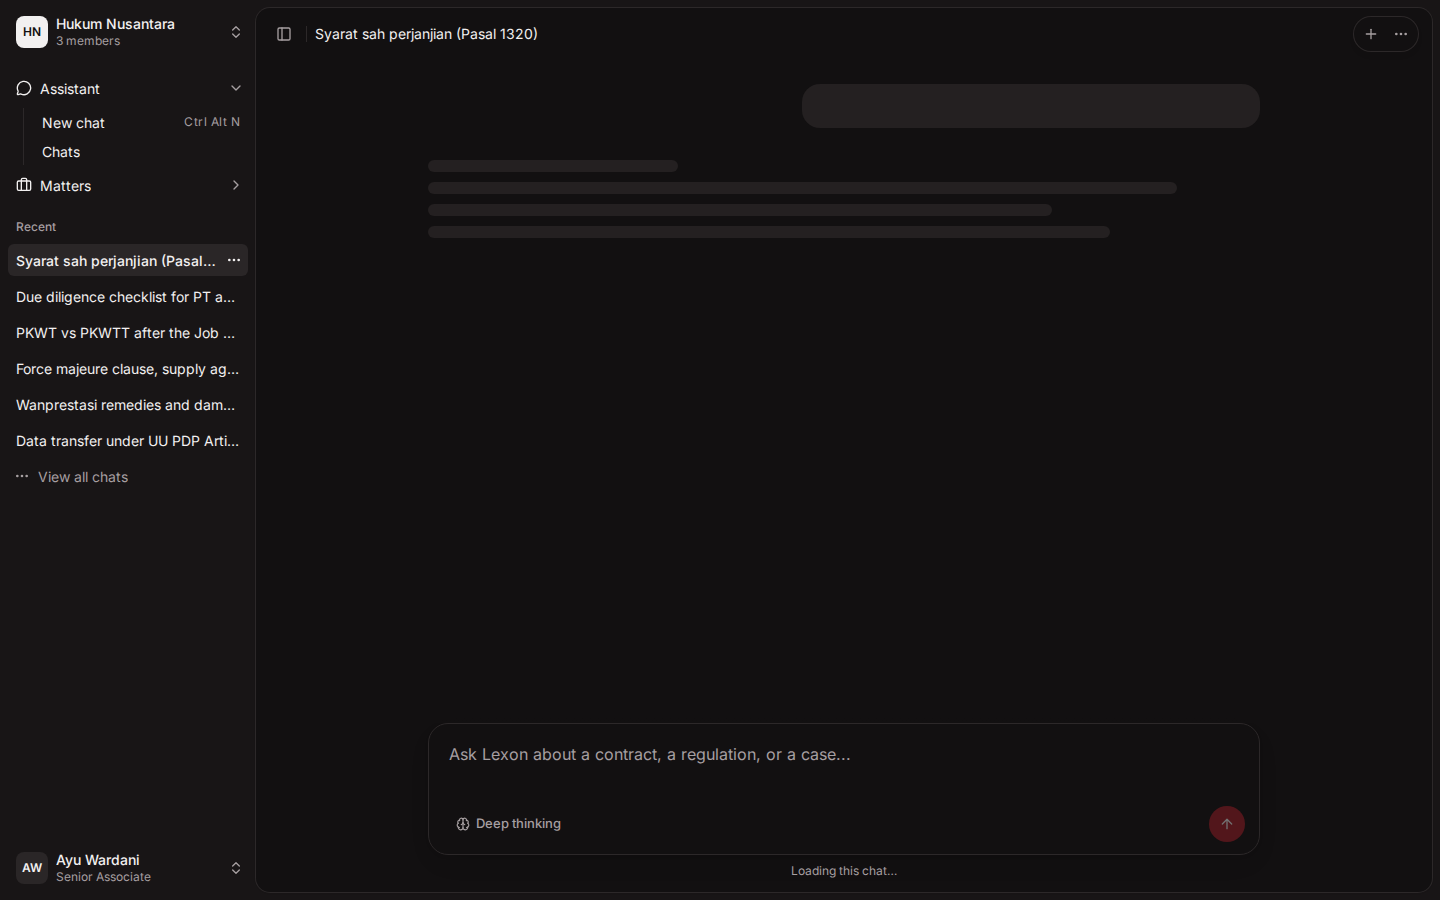 HN
Hukum Nusantara
3 members
Assistant
New chat
Ctrl Alt N
Chats
Matters
Recent
Syarat sah perjanjian (Pasal...
Due diligence checklist for PT a...
PKWT vs PKWTT after the Job ...
Force majeure clause, supply ag...
Wanprestasi remedies and dam...
Data transfer under UU PDP Arti...
View all chats
AW
Ayu Wardani
Senior Associate
Syarat sah perjanjian (Pasal 1320)
Ask Lexon about a contract, a regulation, or a case...
Deep thinking
Loading this chat...